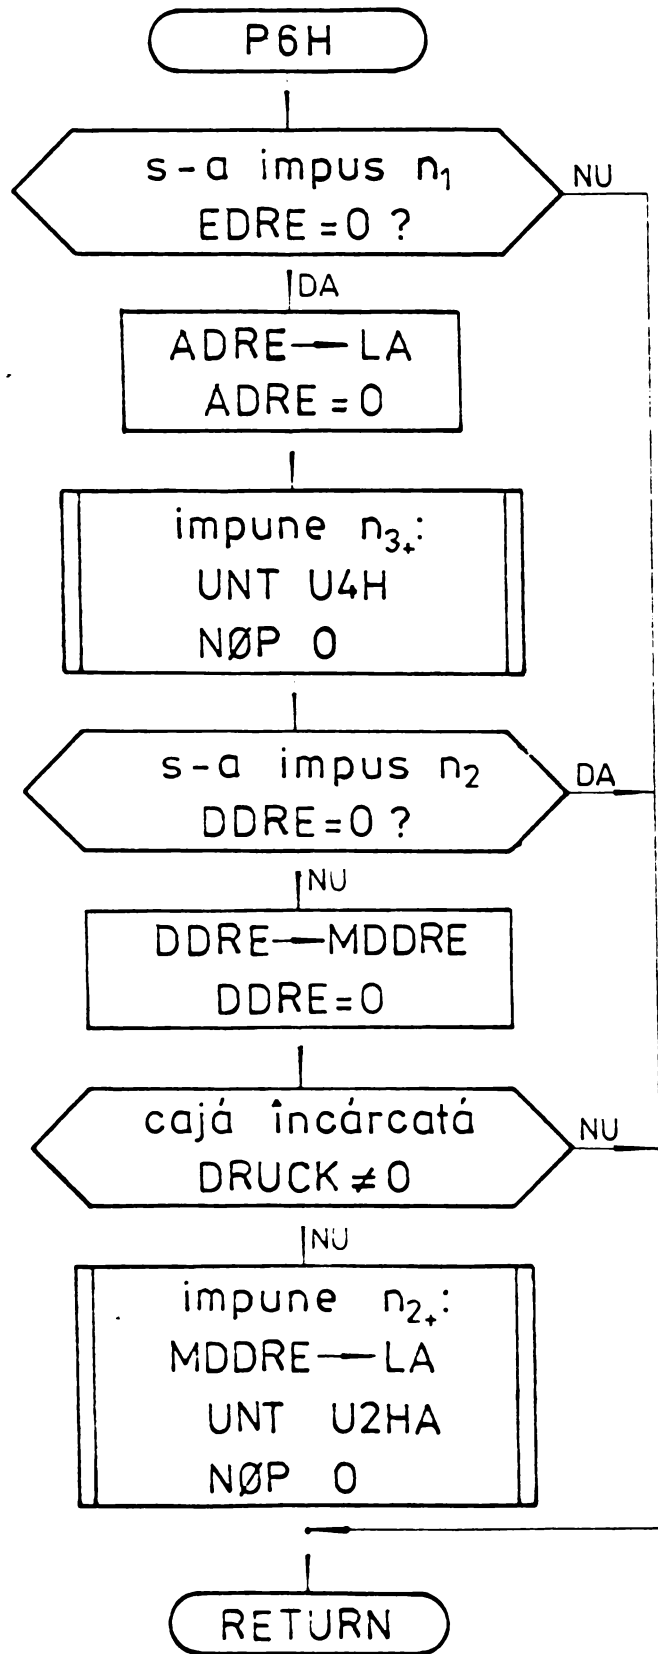 P6H
s-a impus n₁
NU
EDRE = 0 ?
DA
ADRE — LA
ADRE = 0
impune n₃₊:
UNT U4H
NØP 0
s-a impus n₂
DA
DDRE = 0 ?
NU
DDRE — MDDRE
DDRE = 0
cajá încárcatá
NU
DRUCK ≠ 0
NU
impune n₂₊:
MDDRE — LA
UNT U2HA
NØP 0
RETURN